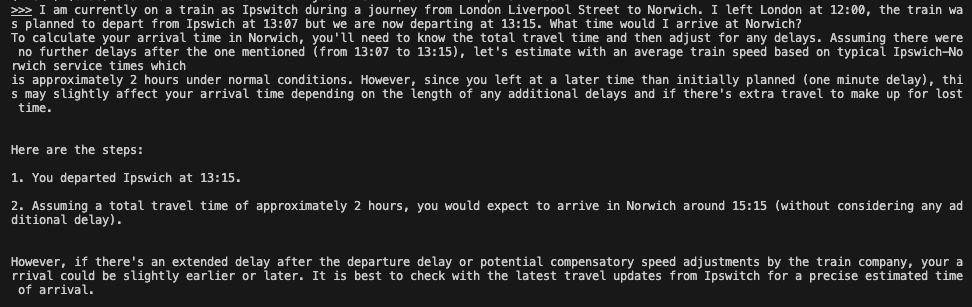 >>> I am currently on a train as Ipswitch during a journey from London Liverpool Street to Norwich. I left London at 12:00, the train wa
s planned to depart from Ipswich at 13:07 but we are now departing at 13:15. What time would I arrive at Norwich?
To calculate your arrival time in Norwich, you'll need to know the total travel time and then adjust for any delays. Assuming there were
no further delays after the one mentioned (from 13:07 to 13:15), let's estimate with an average train speed based on typical Ipswich–No
rwich service times which
is approximately 2 hours under normal conditions. However, since you left at a later time than initially planned (one minute delay), thi
s may slightly affect your arrival time depending on the length of any additional delays and if there's extra travel to make up for lost
time.
Here are the steps:
1. You departed Ipswich at 13:15.
2. Assuming a total travel time of approximately 2 hours, you would expect to arrive in Norwich around 15:15 (without considering any ad
ditional delay).
However, if there's an extended delay after the departure delay or potential compensatory speed adjustments by the train company, your a
rrival could be slightly earlier or later. It is best to check with the latest travel updates from Ipswitch for a precise estimated time
of arrival.